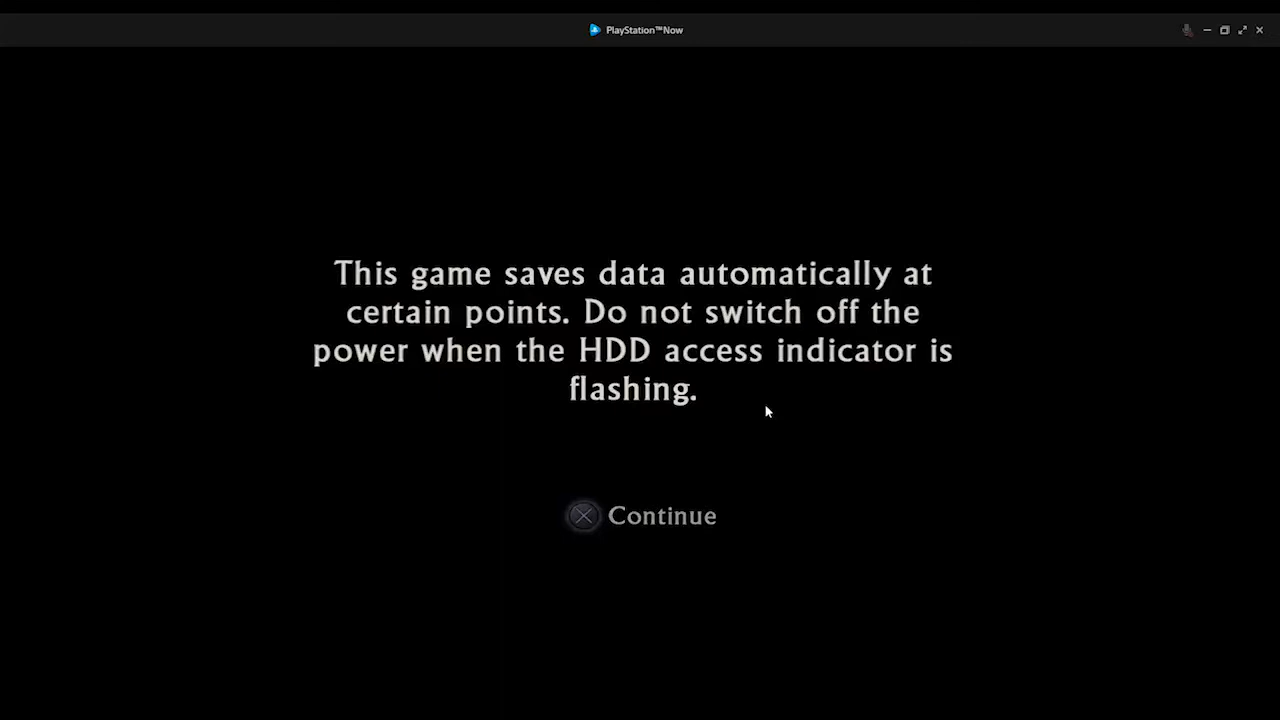 PlayStation™Now
This game saves data automatically at
certain points. Do not switch off the
power when the HDD access indicator is
flashing.
Continue